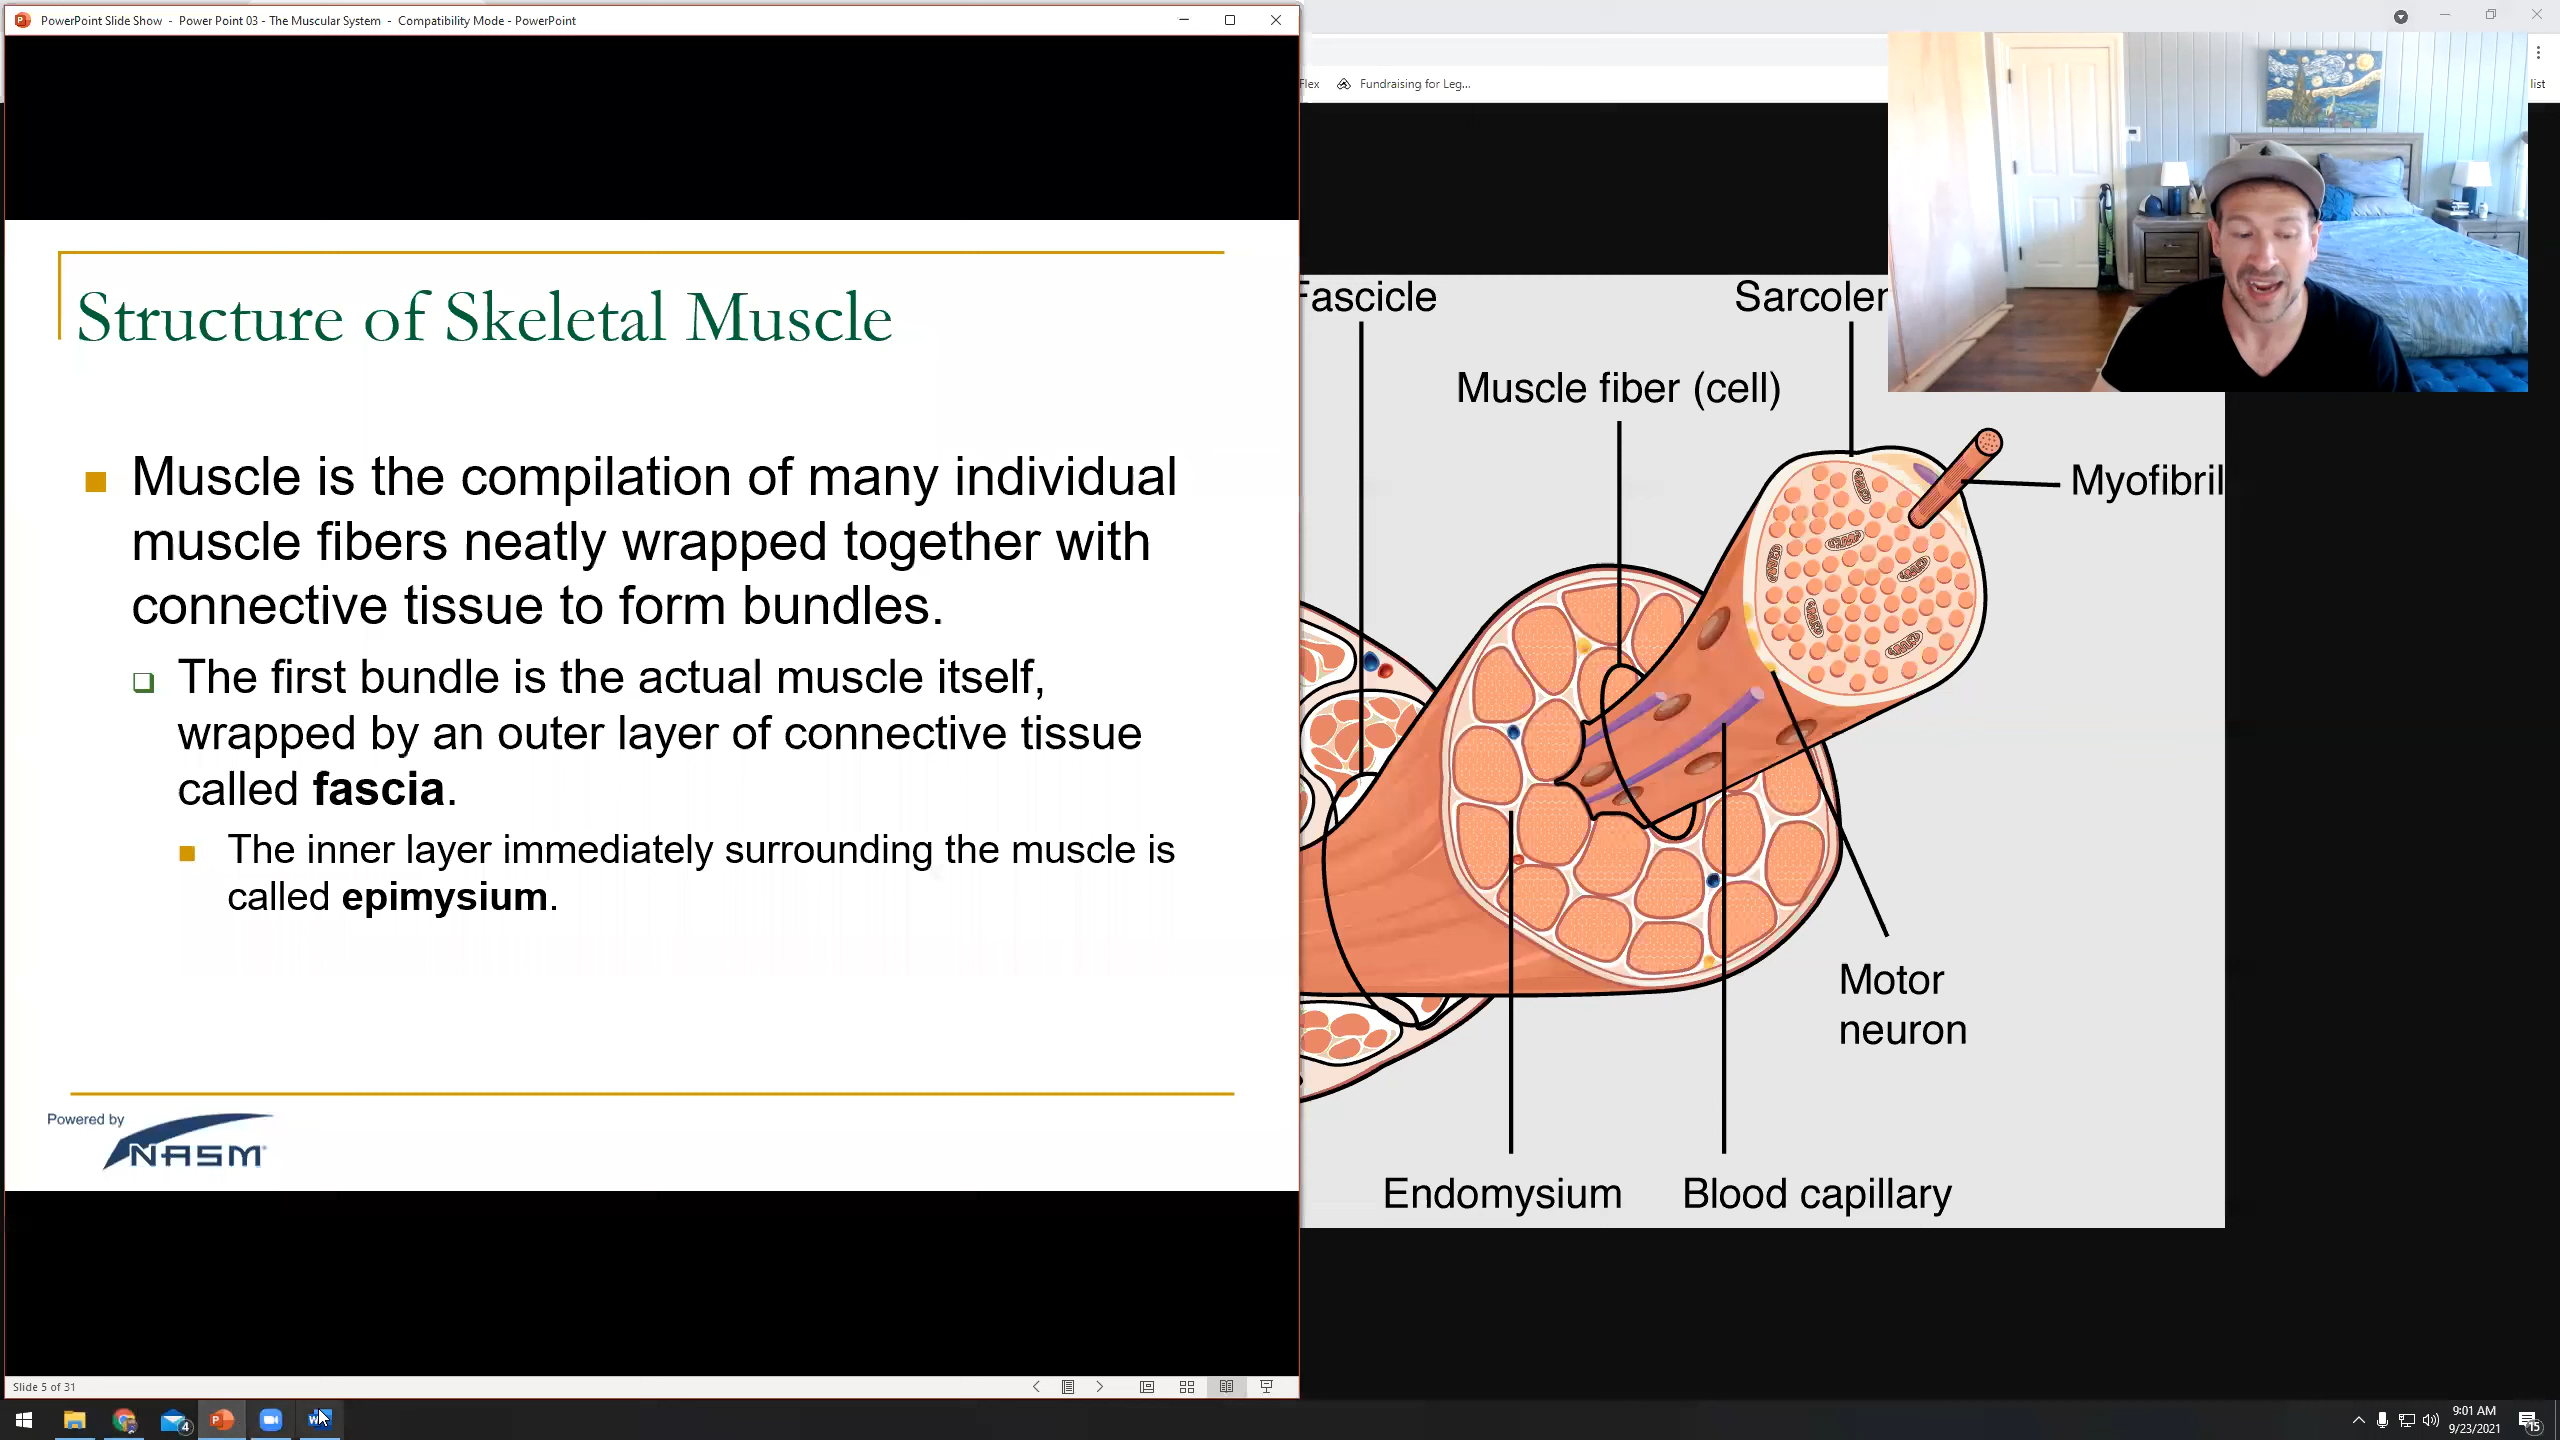 PowerPoint Slide Show - Power Point 03 - The Muscular System - Compatibility Mode - PowerPoint
Structure of Skeletal Muscle
Muscle is the compilation of many individual
muscle fibers neatly wrapped together with
connective tissue to form bundles.
The first bundle is the actual muscle itself,
wrapped by an outer layer of connective tissue
called fascia.
The inner layer immediately surrounding the muscle is
called epimysium.
Powered by
NASM
Slide 5 of 31
Flex
Fundraising for Leg...
list
Fascicle
Sarcolem
Muscle fiber (cell)
Myofibril
Motor
neuron
Endomysium
Blood capillary
4
9:01 AM
9/23/2021
15